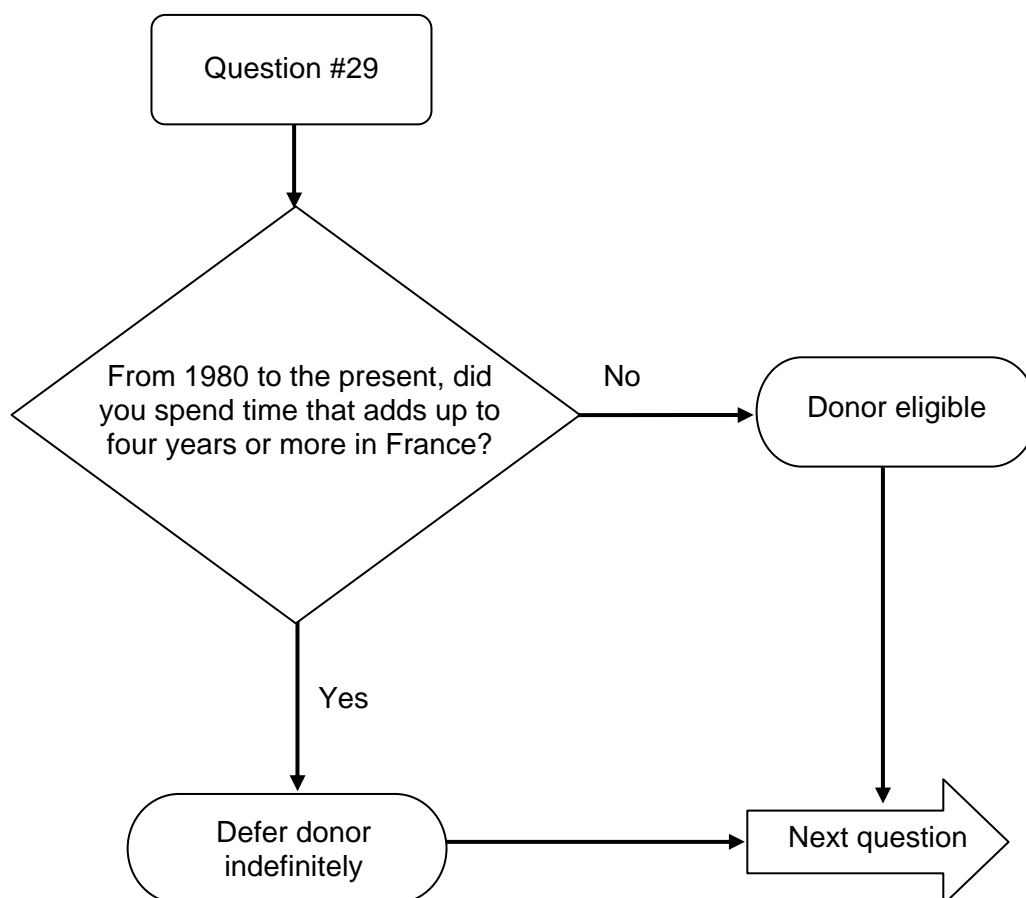 Question #29
From 1980 to the present, did
you spend time that adds up to
four years or more in France?
No
Donor eligible
Yes
Defer donor
indefinitely
Next question